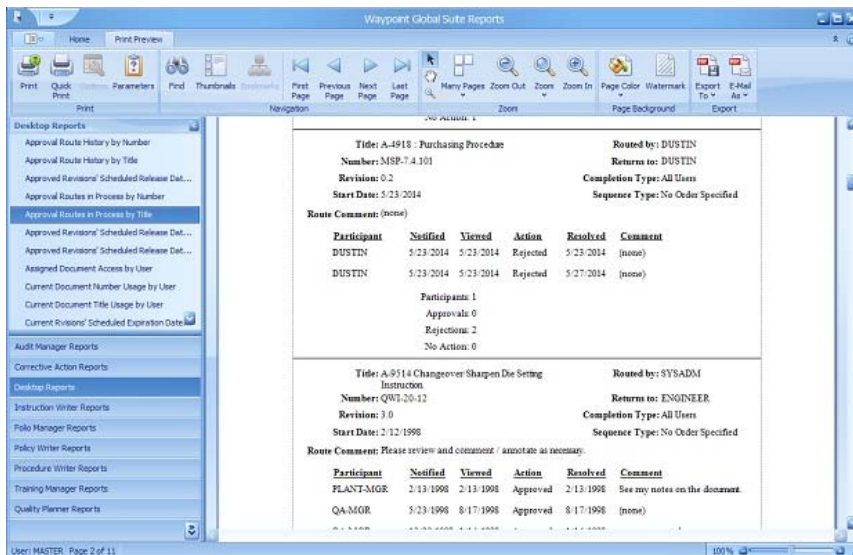 Waypoint Global Suite Reports
Home Print Preview
Print Quick Print Options Parameters Find Thumbnails Bookmarks First Page Previous Page Next Page Last Page Many Pages Zoom Out Zoom Zoom In Page Color Watermark Export To E-Mail As
Print Navigation Zoom Page Background Export
Desktop Reports
Approval Route History by Number
Approval Route History by Title
Approved Revisions' Scheduled Release Dat...
Approval Routes in Process by Number
Approval Routes in Process by Title
Approved Revisions' Scheduled Release Dat...
Approved Revisions' Scheduled Release Dat...
Assigned Document Access by User
Current Document Number Usage by User
Current Document Title Usage by User
Current Rvisions' Scheduled Expiration Date
Audit Manager Reports
Corrective Action Reports
Desktop Reports
Instruction Writer Reports
Folio Manager Reports
Policy Writer Reports
Procedure Writer Reports
Training Manager Reports
Quality Planner Reports
No Action: 1
Title: A-4918 : Purchasing Procedure Routed by: DUSTIN
Number: MSP-7.4.101 Returns to: DUSTIN
Revision: 0.2 Completion Type: All Users
Start Date: 5/23/2014 Sequence Type: No Order Specified
Route Comment: (none)
Participant Notified Viewed Action Resolved Comment
DUSTIN 5/23/2014 5/23/2014 Rejected 5/23/2014 (none)
DUSTIN 5/23/2014 5/23/2014 Rejected 5/27/2014 (none)
Participants: 1
Approvals: 0
Rejections: 2
No Action: 0
Title: A-9514 Changeover Sharpen Die Setting Routed by: SYSADM
Instruction
Number: QWI-20-12 Returns to: ENGINEER
Revision: 3.0 Completion Type: All Users
Start Date: 2/12/1998 Sequence Type: No Order Specified
Route Comment: Please review and comment / annotate as necessary.
Participant Notified Viewed Action Resolved Comment
PLANT-MGR 2/13/1998 2/13/1998 Approved 2/13/1998 See my notes on the document.
QA-MGR 5/23/1998 8/17/1998 Approved 8/17/1998 (none)
User: MASTER Page 2 of 11 100%